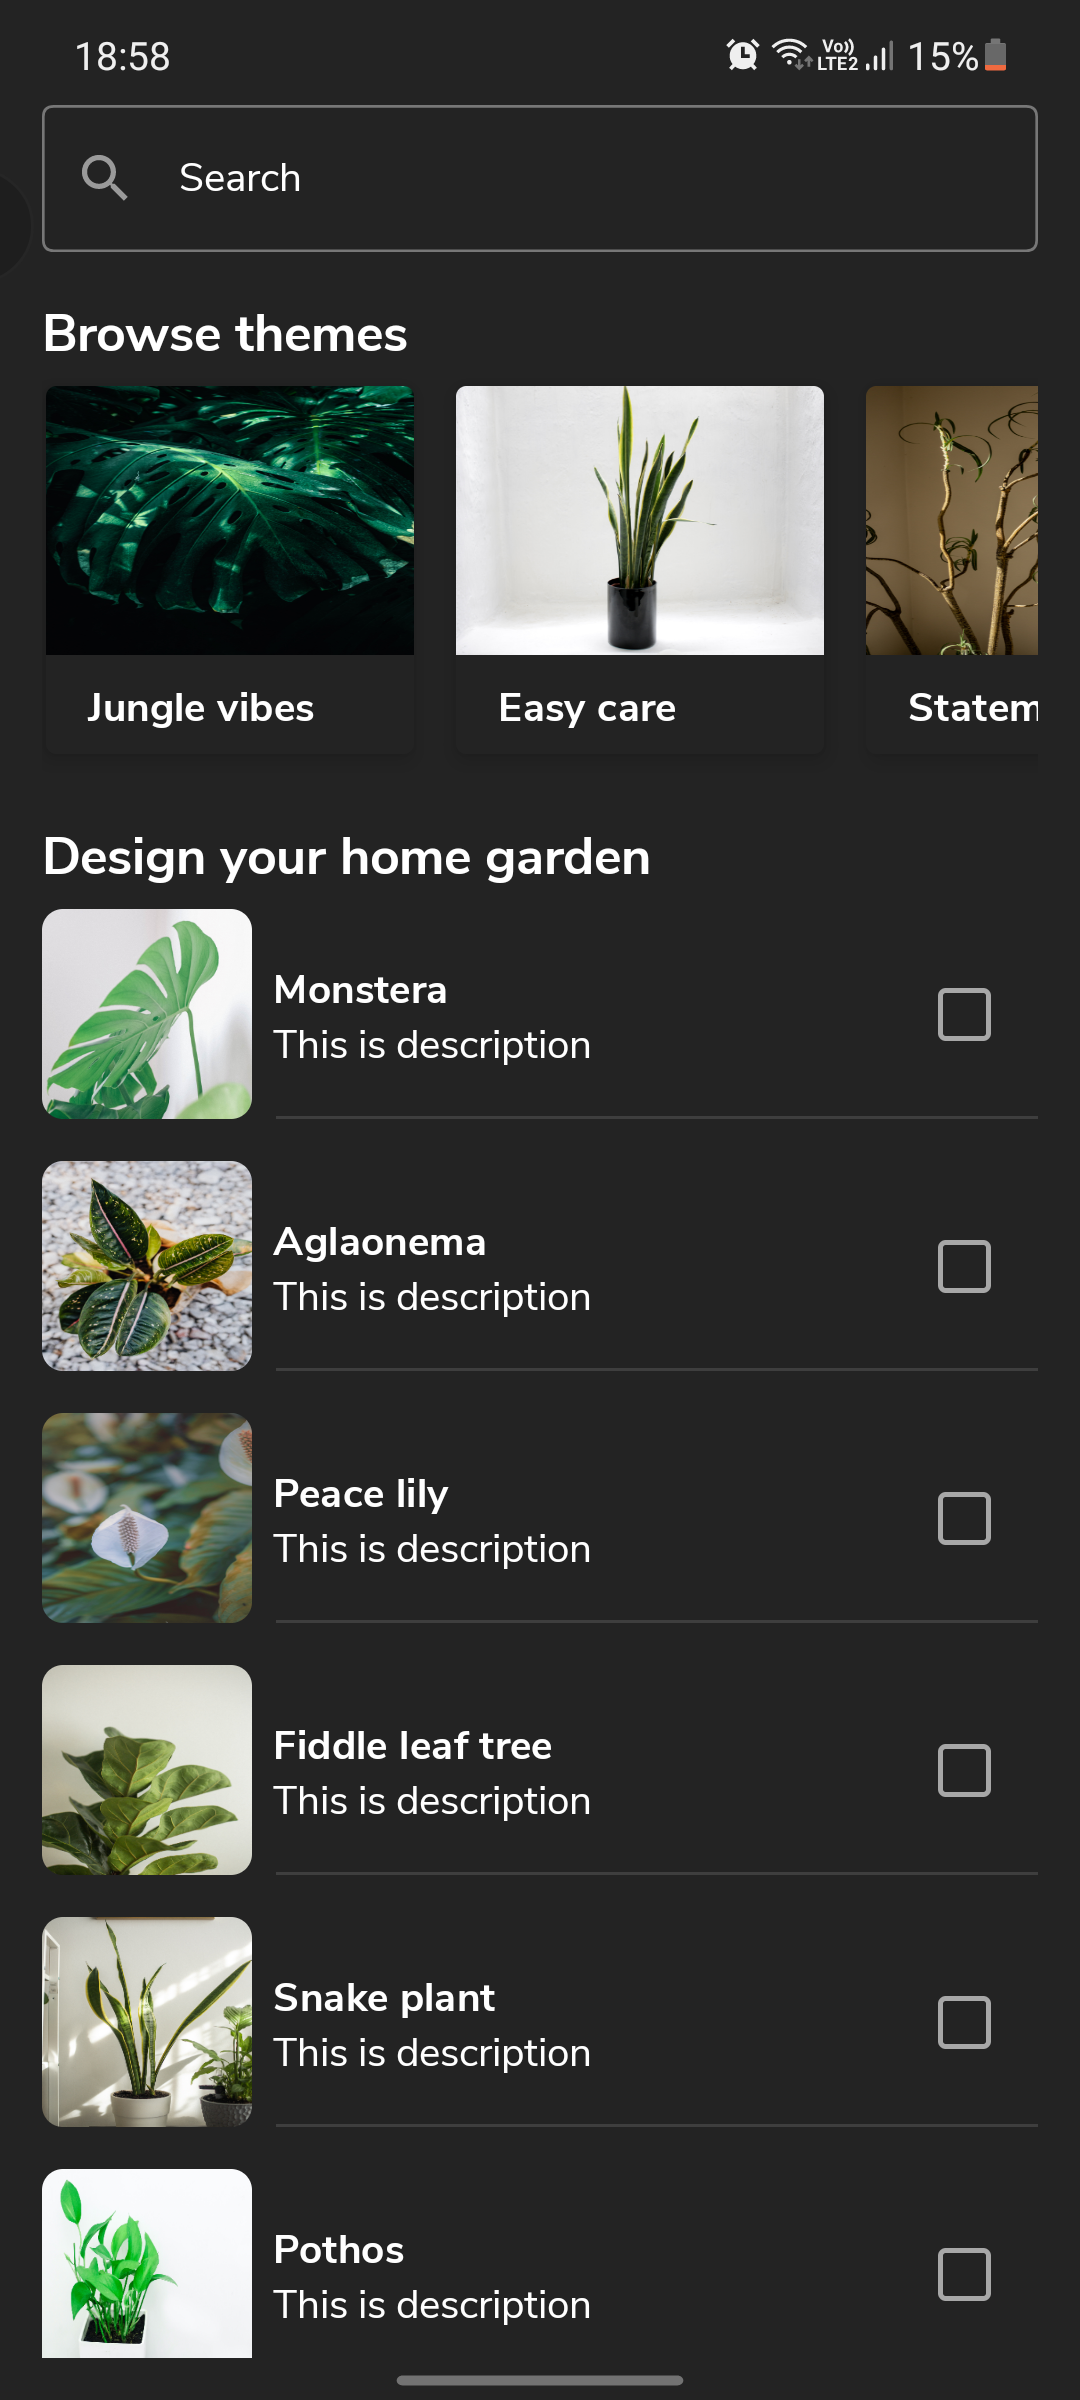 18:58
Vo))
LTE2
15%
Search
Browse themes
Jungle vibes
Easy care
Statem
Design your home garden
Monstera
This is description
Aglaonema
This is description
Peace lily
This is description
Fiddle leaf tree
This is description
Snake plant
This is description
Pothos
This is description